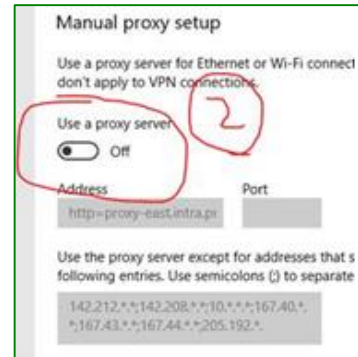 Manual proxy setup
Use a proxy server for Ethernet or Wi-Fi connect
don't apply to VPN connections.
2
Use a proxy server
Off
Address Port
http=proxy-east.intra.pr
Use the proxy server except for addresses that s
following entries. Use semicolons (;) to separate
142.212.*.*;142.208.*.*;10.*.*.*;167.40.*.
*;167.43.*.*;167.44.*.*;205.192.*.